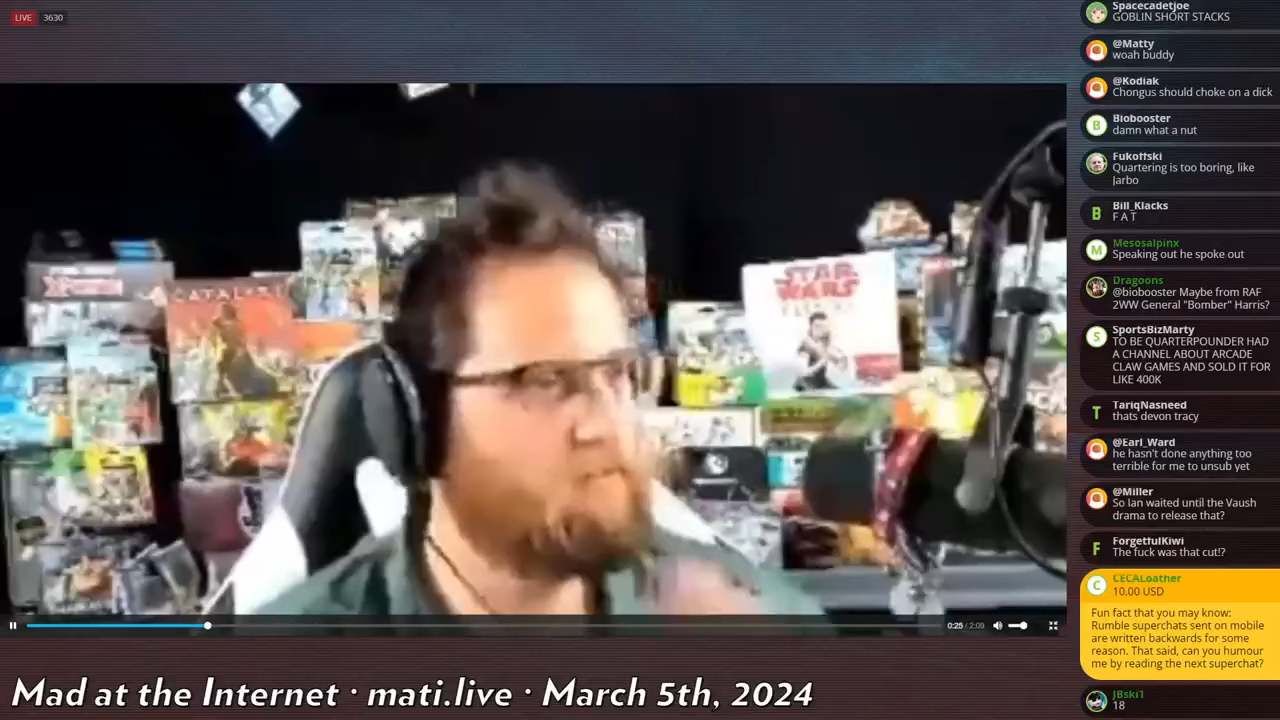 LIVE 3630
STAR
WARS
0:25 / 2:09
Mad at the Internet · mati.live · March 5th, 2024
Spacecadetjoe
GOBLIN SHORT STACKS
@Matty
woah buddy
@Kodiak
Chongus should choke on a dick
B
Biobooster
damn what a nut
Fukoffski
Quartering is too boring, like
Jarbo
B
Bill_Klacks
F A T
M
Mesosalpinx
Speaking out he spoke out
Dragoons
@biobooster Maybe from RAF
2WW General "Bomber" Harris?
S
SportsBizMarty
TO BE QUARTERPOUNDER HAD
A CHANNEL ABOUT ARCADE
CLAW GAMES AND SOLD IT FOR
LIKE 400K
T
TariqNasneed
thats devon tracy
@Earl_Ward
he hasn't done anything too
terrible for me to unsub yet
@Miller
So Ian waited until the Vaush
drama to release that?
F
ForgetfulKiwi
The fuck was that cut!?
C
CECALoather
10.00 USD
Fun fact that you may know:
Rumble superchats sent on mobile
are written backwards for some
reason. That said, can you humour
me by reading the next superchat?
JBski1
18